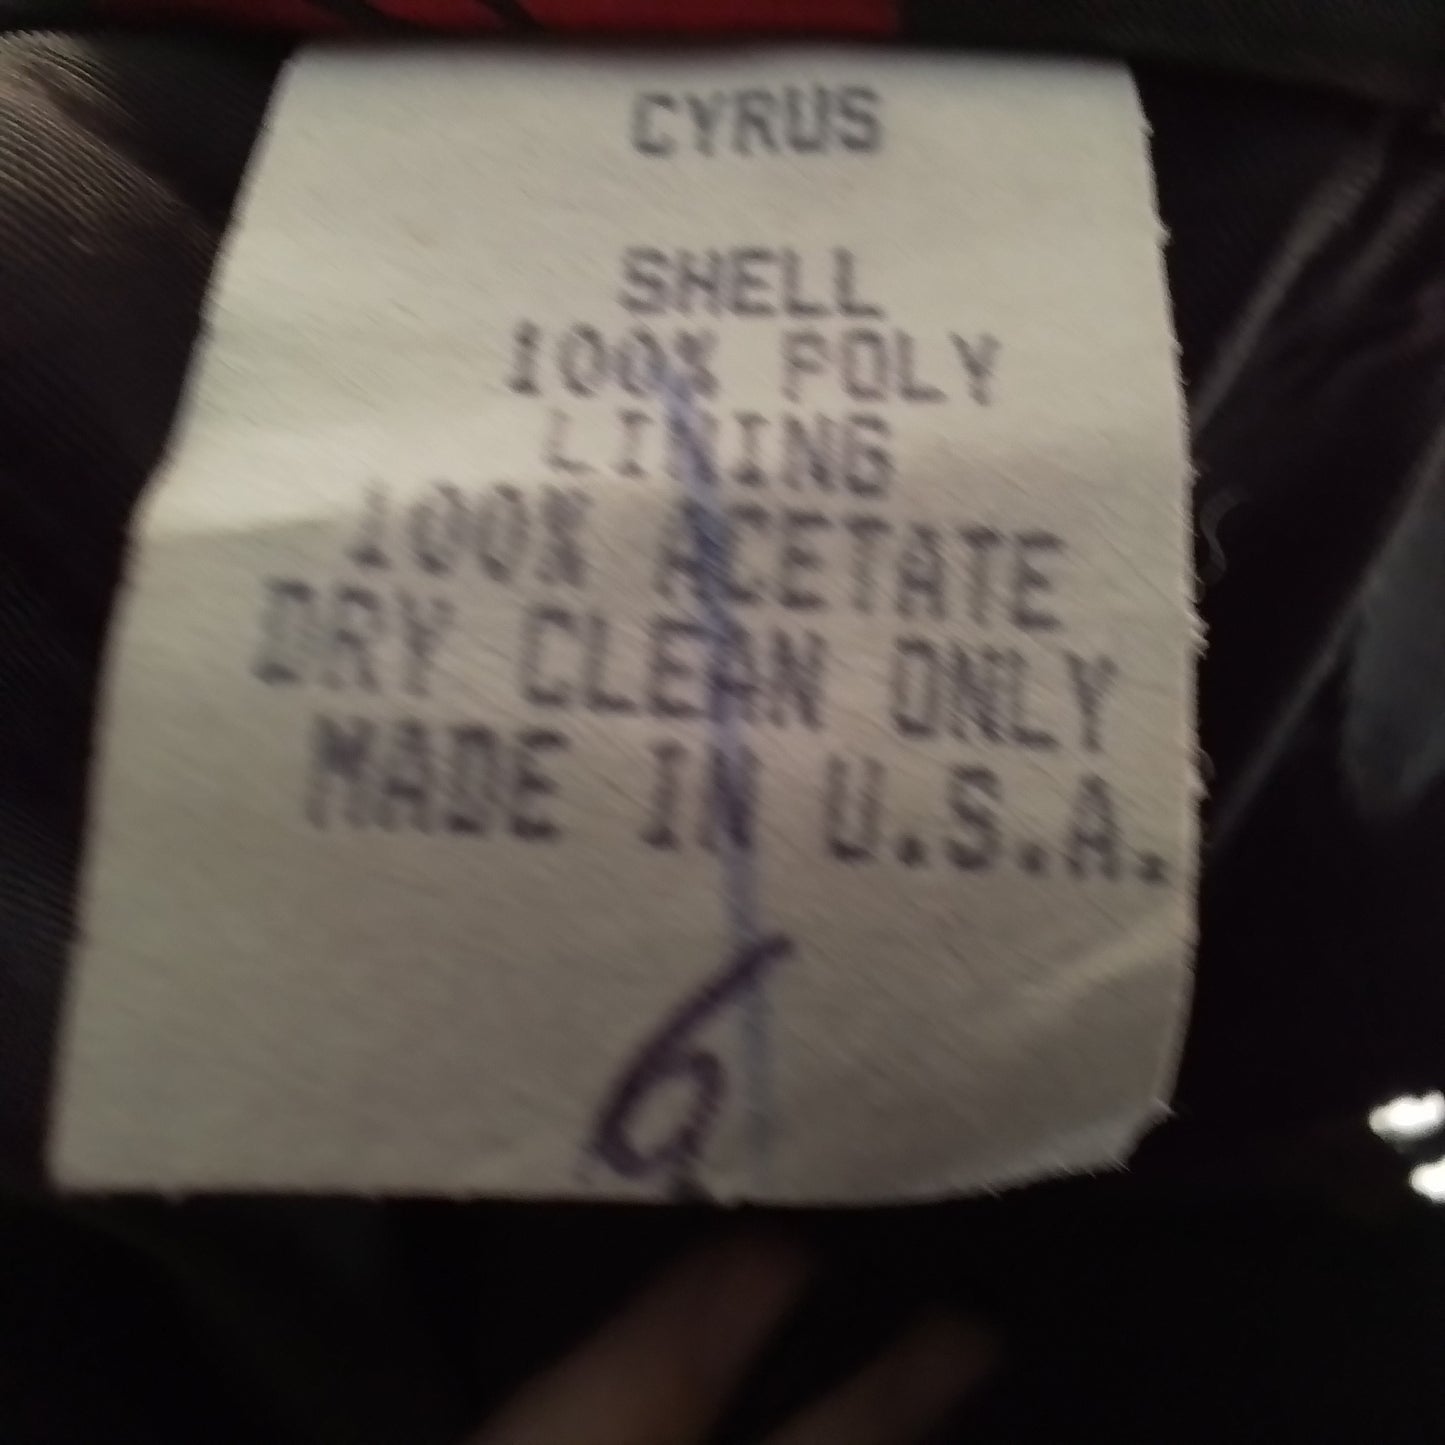 CYRUS
SHELL
100% POLY
LINING
100% ACETATE
DRY CLEAN ONLY
MADE IN U.S.A.
6